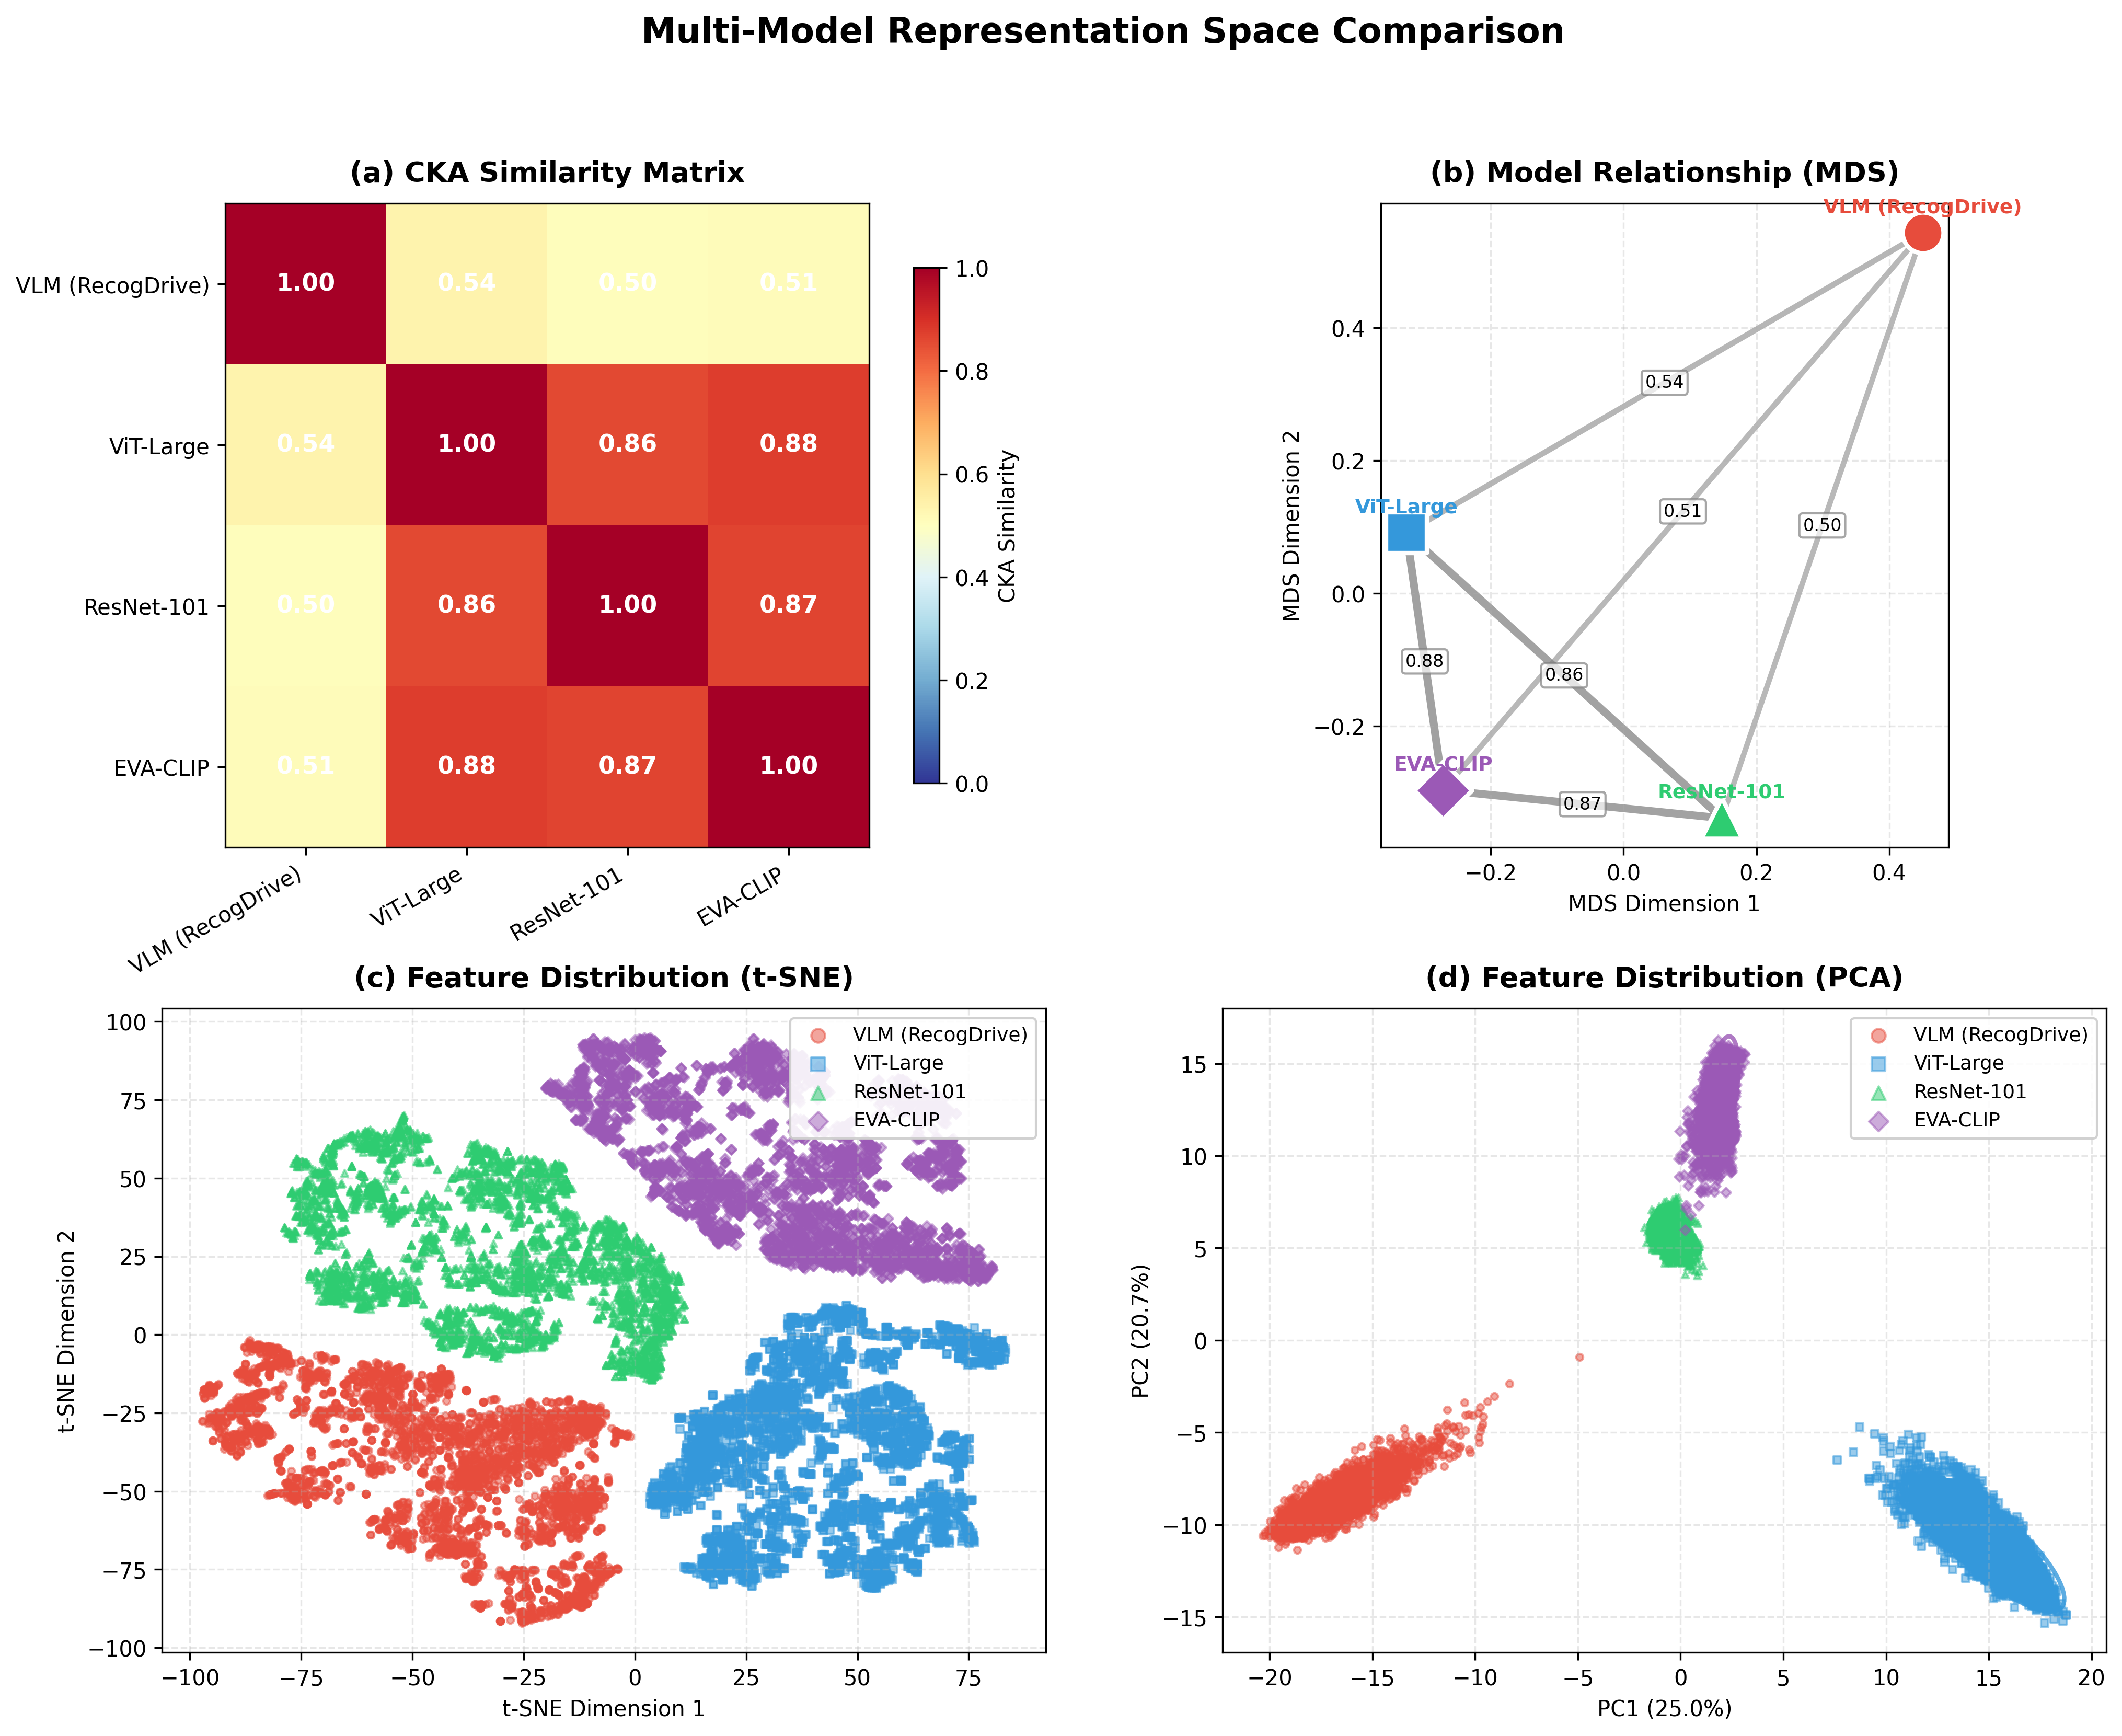 Multi-Model Representation Space Comparison
(a) CKA Similarity Matrix
VLM (RecogDrive)
ViT-Large
ResNet-101
EVA-CLIP
1.00 0.54 0.50 0.51
0.54 1.00 0.86 0.88
0.50 0.86 1.00 0.87
0.51 0.88 0.87 1.00
VLM (RecogDrive)
ViT-Large
ResNet-101
EVA-CLIP
1.0
0.8
0.6
0.4
0.2
0.0
CKA Similarity
(b) Model Relationship (MDS)
VLM (RecogDrive)
ViT-Large
EVA-CLIP
ResNet-101
0.54
0.51
0.50
0.88
0.86
0.87
0.4
0.2
0.0
−0.2
MDS Dimension 2
−0.2 0.0 0.2 0.4
MDS Dimension 1
(c) Feature Distribution (t-SNE)
VLM (RecogDrive)
ViT-Large
ResNet-101
EVA-CLIP
100
75
50
25
0
−25
−50
−75
−100
t-SNE Dimension 2
−100 −75 −50 −25 0 25 50 75
t-SNE Dimension 1
(d) Feature Distribution (PCA)
VLM (RecogDrive)
ViT-Large
ResNet-101
EVA-CLIP
15
10
5
0
−5
−10
−15
PC2 (20.7%)
−20 −15 −10 −5 0 5 10 15 20
PC1 (25.0%)